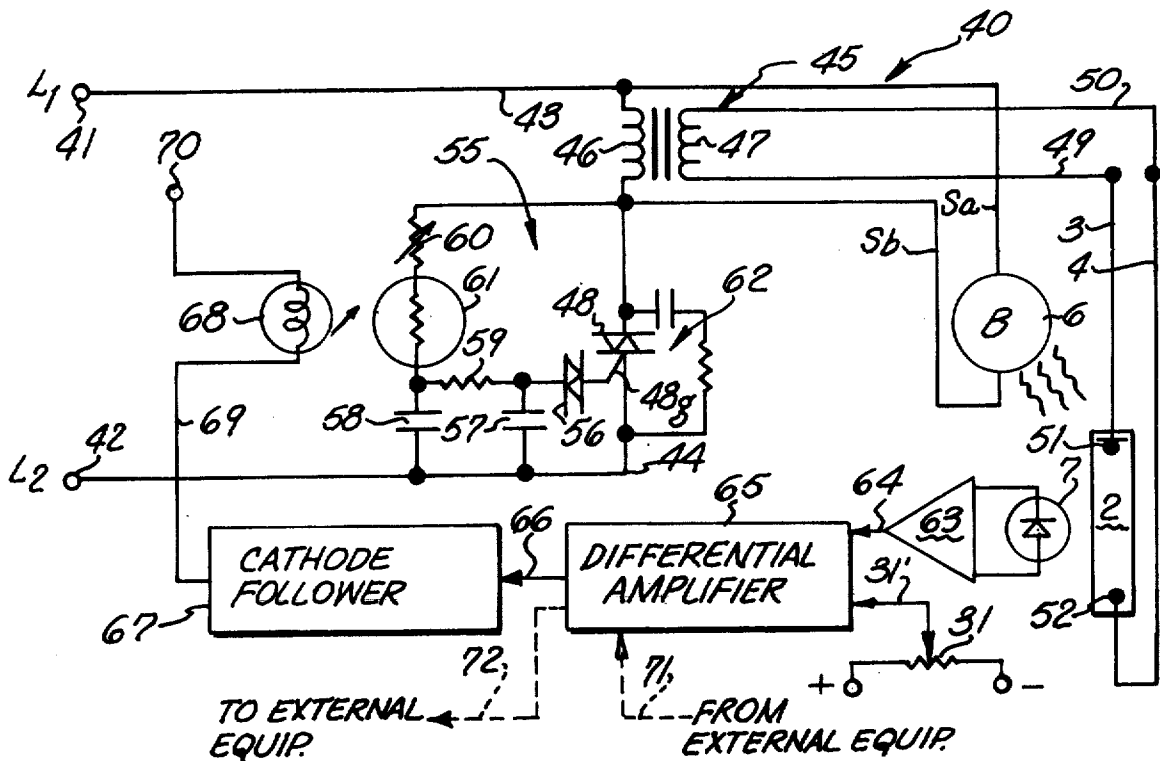 40
L1
41
43
45
50
70
55
46
47
49
Sa
Sb
3
4
60
61
68
48
62
B
6
59
58
57
56
48g
69
42
L2
44
51
7
2
52
65
64
63
66
CATHODE
FOLLOWER
67
DIFFERENTIAL
AMPLIFIER
31'
31
+
-
72
71
TO EXTERNAL
EQUIP.
FROM
EXTERNAL EQUIP.